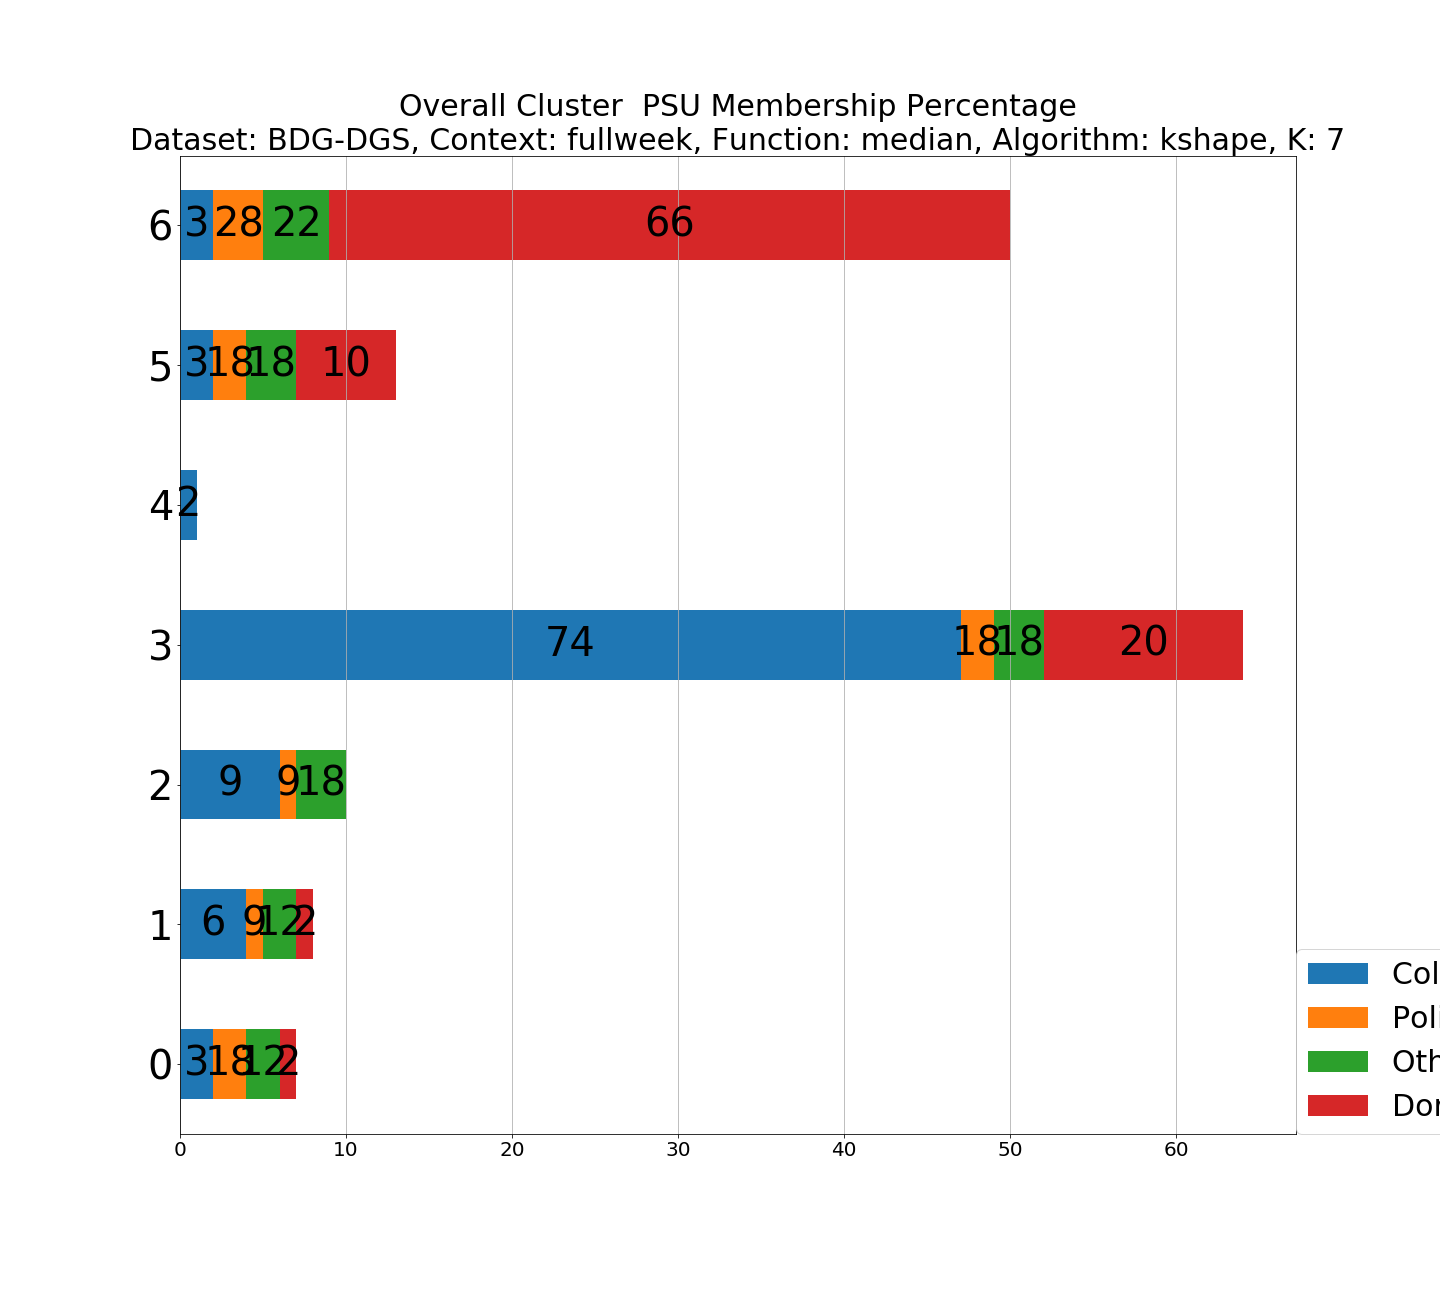 Overall Cluster  PSU Membership Percentage
Dataset: BDG-DGS, Context: fullweek, Function: median, Algorithm: kshape, K: 7
6 3 28 22 66
5 3 18 18 10
4 2
3 74 18 18 20
2 9 9 18
1 6 9 12 2
0 3 18 12 2
Col
Poli
Oth
0 10 20 30 40 50 60